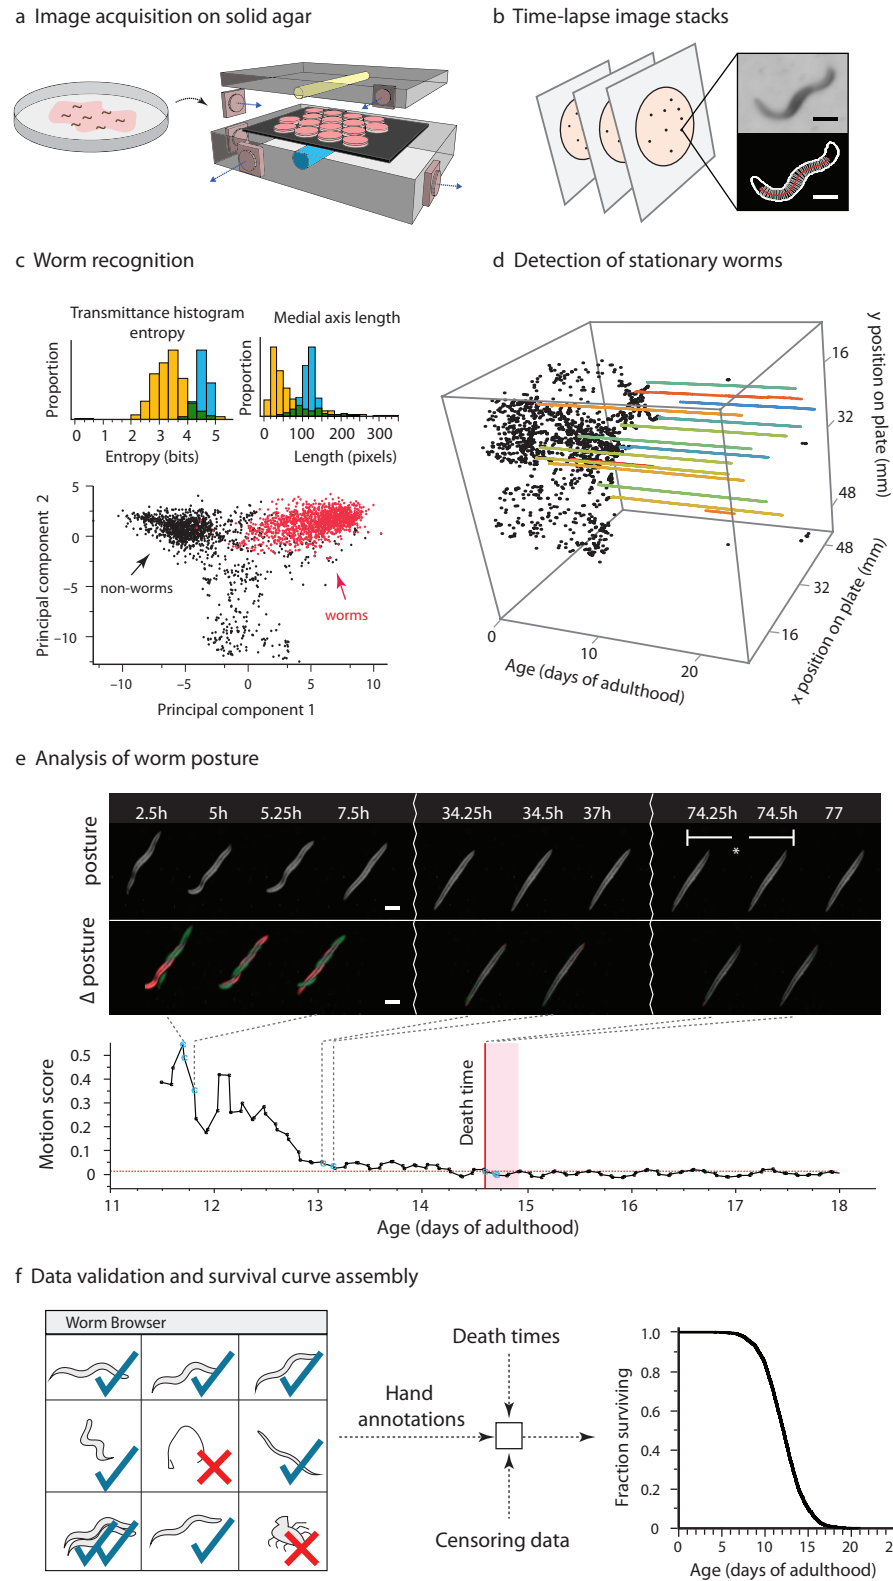 a Image acquisition on solid agar
b Time-lapse image stacks
c Worm recognition
Transmittance histogram
entropy
Medial axis length
Proportion
Proportion
0 1 2 3 4 5
0 100 200 300
Entropy (bits)
Length (pixels)
5
0
−5
−10
Principal component 2
non-worms
worms
−10 −5 0 5 10
Principal component 1
d Detection of stationary worms
y position on plate (mm)
16
32
48
48
32
16
x position on plate (mm)
0
10
20
Age (days of adulthood)
e Analysis of worm posture
posture
2.5h 5h 5.25h 7.5h 34.25h 34.5h 37h 74.25h 74.5h 77
*
Δ posture
Motion score
0.5
0.4
0.3
0.2
0.1
0
Death time
11 12 13 14 15 16 17 18
Age (days of adulthood)
f Data validation and survival curve assembly
Worm Browser
Hand
annotations
Death times
Censoring data
Fraction surviving
1.0
0.8
0.6
0.4
0.2
0
0 5 10 15 20
Age (days of adulthood)